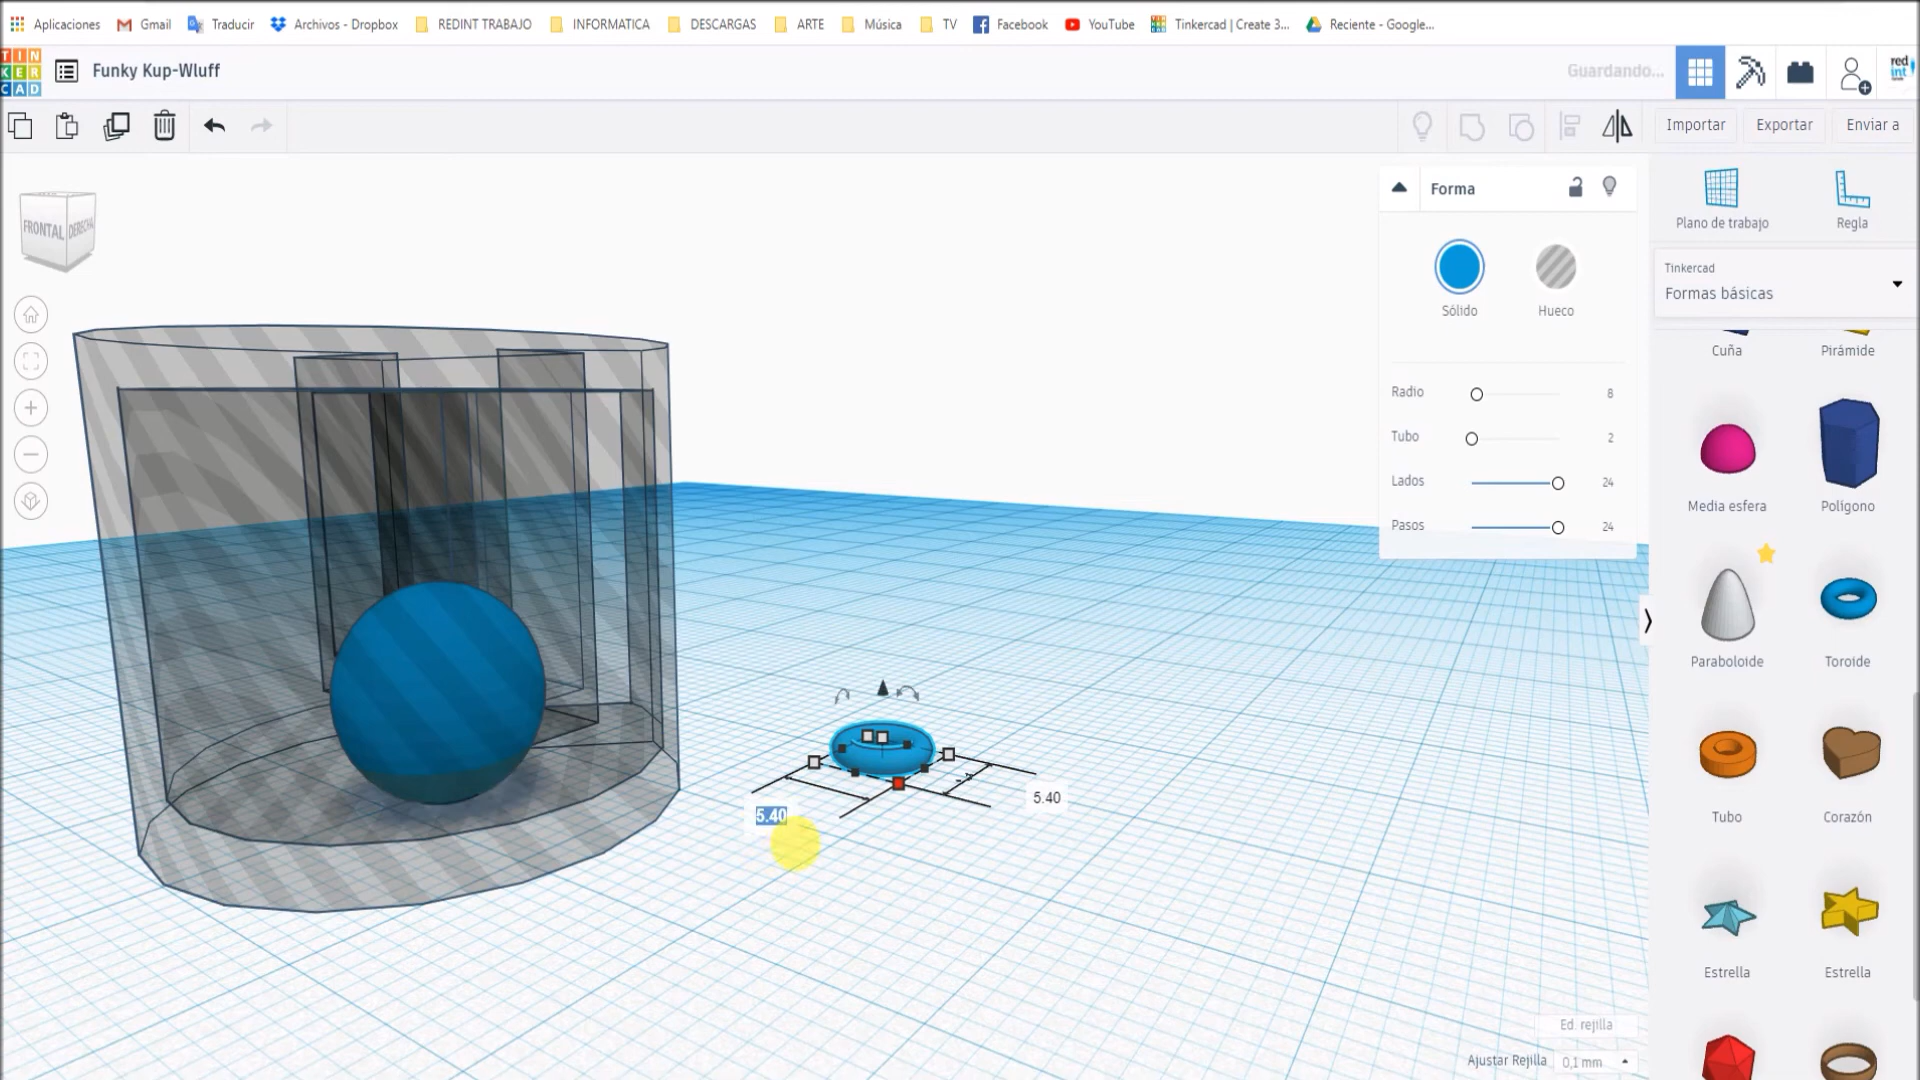 Aplicaciones Gmail Traducir Archivos - Dropbox REDINT TRABAJO INFORMATICA DESCARGAS ARTE Música TV Facebook YouTube Tinkercad | Create 3... Reciente - Google...
TIN
KER
CAD
Funky Kup-Wluff
Guardando...
red
int
Importar Exportar Enviar a
FRONTAL DERECHA
Forma
Sólido Hueco
Radio 8
Tubo 2
Lados 24
Pasos 24
Plano de trabajo Regla
Tinkercad
Formas básicas
Cuña Pirámide
Media esfera Polígono
Paraboloide Toroide
Tubo Corazón
Estrella Estrella
5.40
5.40
Ed. rejilla
Ajustar Rejilla 0,1 mm